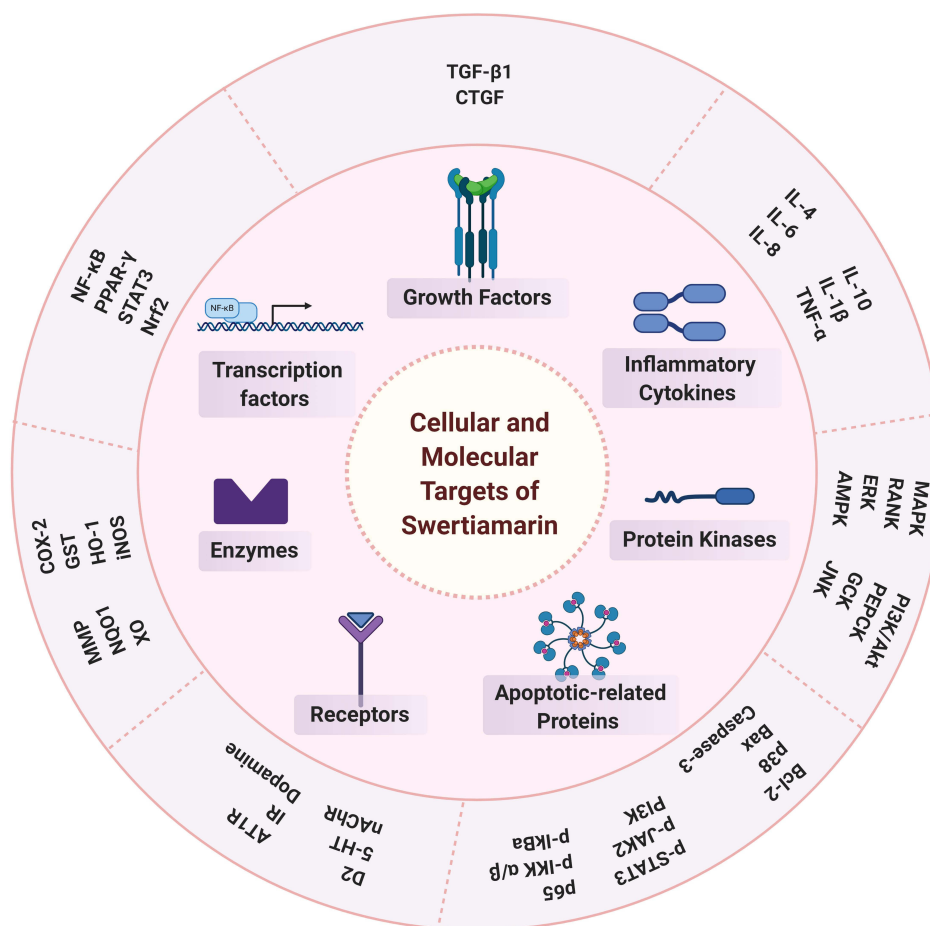 TGF-β1
CTGF
IL-4
IL-6
IL-8
IL-10
IL-1β
TNF-α
MAPK
RANK
ERK
AMPK
PI3K/Akt
PEPCK
GCK
JNK
Caspase-3
Bax
p38
Bcl-2
PI3K
p-JAK2
p-STAT3
p-IkBa
p-IKK α/β
p65
nAChR
5-HT
D2
Dopamine
IR
AT1R
MMP
NQO1
XO
COX-2
GST
HO-1
iNOS
NF-κB
PPAR-γ
STAT3
Nrf2
Growth Factors
NF-κB
Transcription
factors
Inflammatory
Cytokines
Enzymes
Protein Kinases
Receptors
Apoptotic-related
Proteins
Cellular and
Molecular
Targets of
Swertiamarin